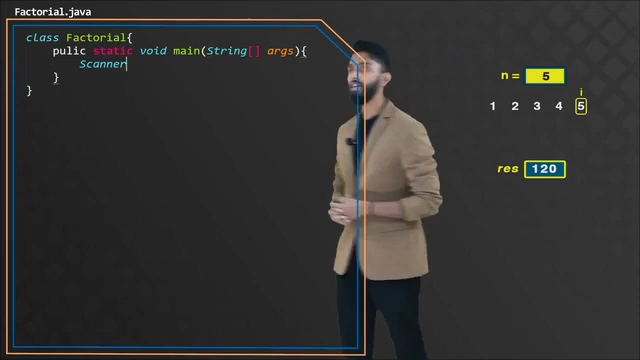 Factorial.java
class Factorial{
pulic static void main(String[] args){
Scanner
}
}
n = 5
i
1 2 3 4 5
res 120